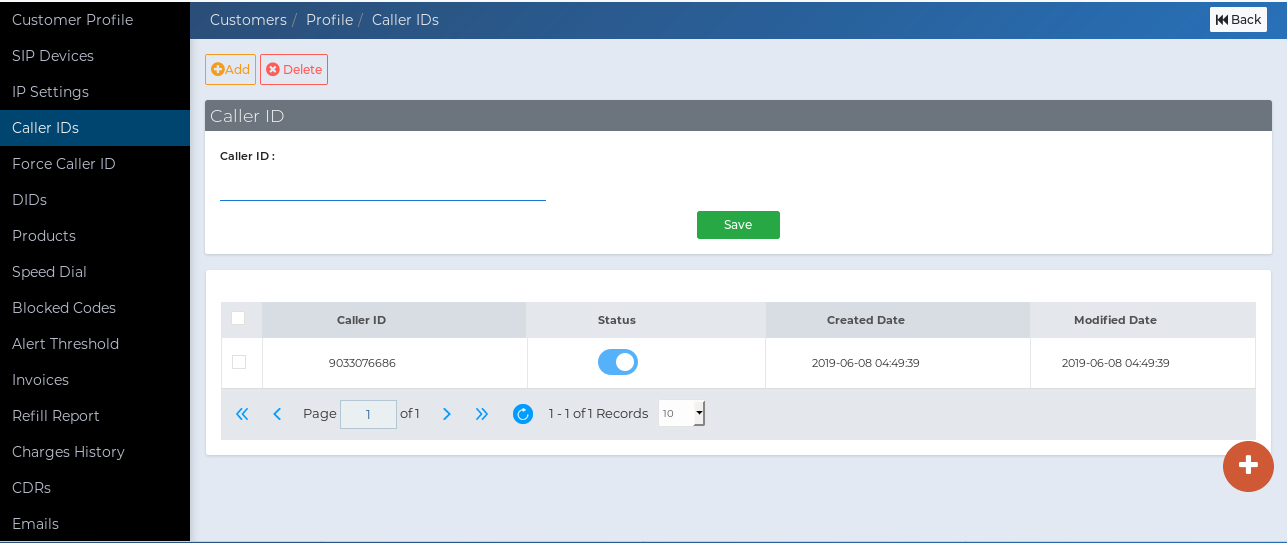 Customer Profile
SIP Devices
IP Settings
Caller IDs
Force Caller ID
DIDs
Products
Speed Dial
Blocked Codes
Alert Threshold
Invoices
Refill Report
Charges History
CDRs
Emails
Customers / Profile / Caller IDs
Back
Add Delete
Caller ID
Caller ID :
Save
Caller ID Status Created Date Modified Date
9033076686 2019-06-08 04:49:39 2019-06-08 04:49:39
Page 1 of 1 1 - 1 of 1 Records 10